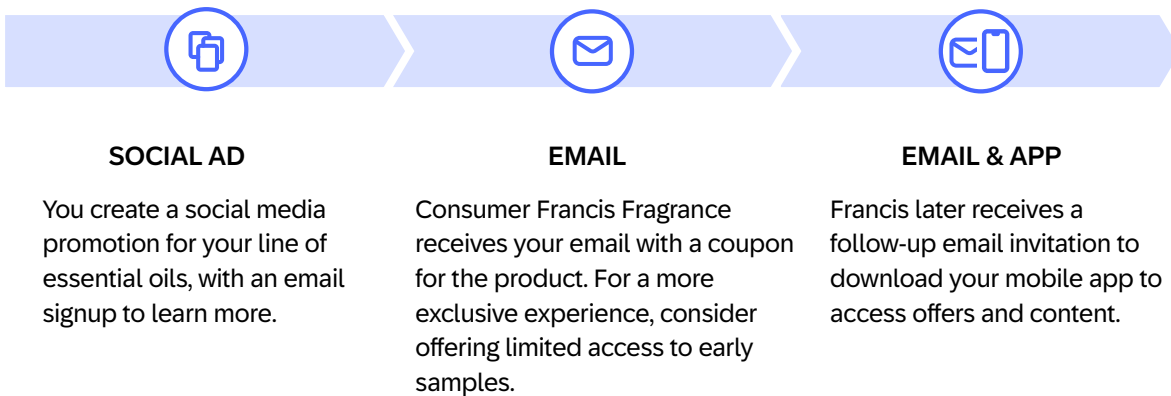 SOCIAL AD
You create a social media
promotion for your line of
essential oils, with an email
signup to learn more.
EMAIL
Consumer Francis Fragrance
receives your email with a coupon
for the product. For a more
exclusive experience, consider
offering limited access to early
samples.
EMAIL & APP
Francis later receives a
follow-up email invitation to
download your mobile app to
access offers and content.